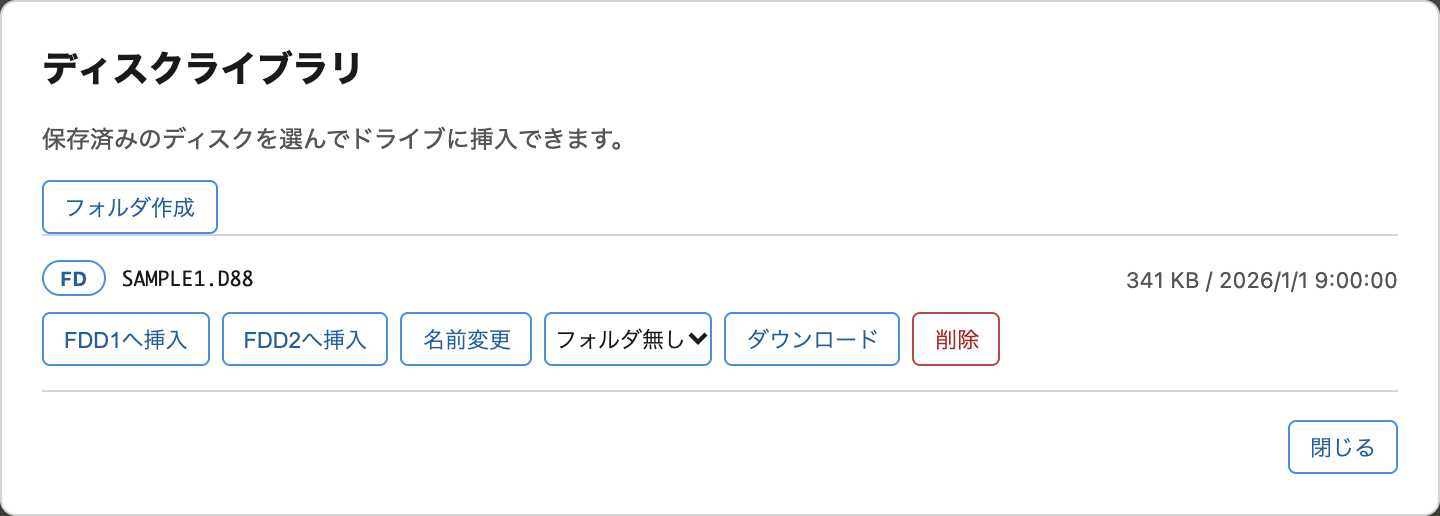 ディスクライブラリ
保存済みのディスクを選んでドライブに挿入できます。
フォルダ作成
FD SAMPLE1.D88 341 KB / 2026/1/1 9:00:00
FDD1へ挿入 FDD2へ挿入 名前変更 フォルダ無し ダウンロード 削除
閉じる